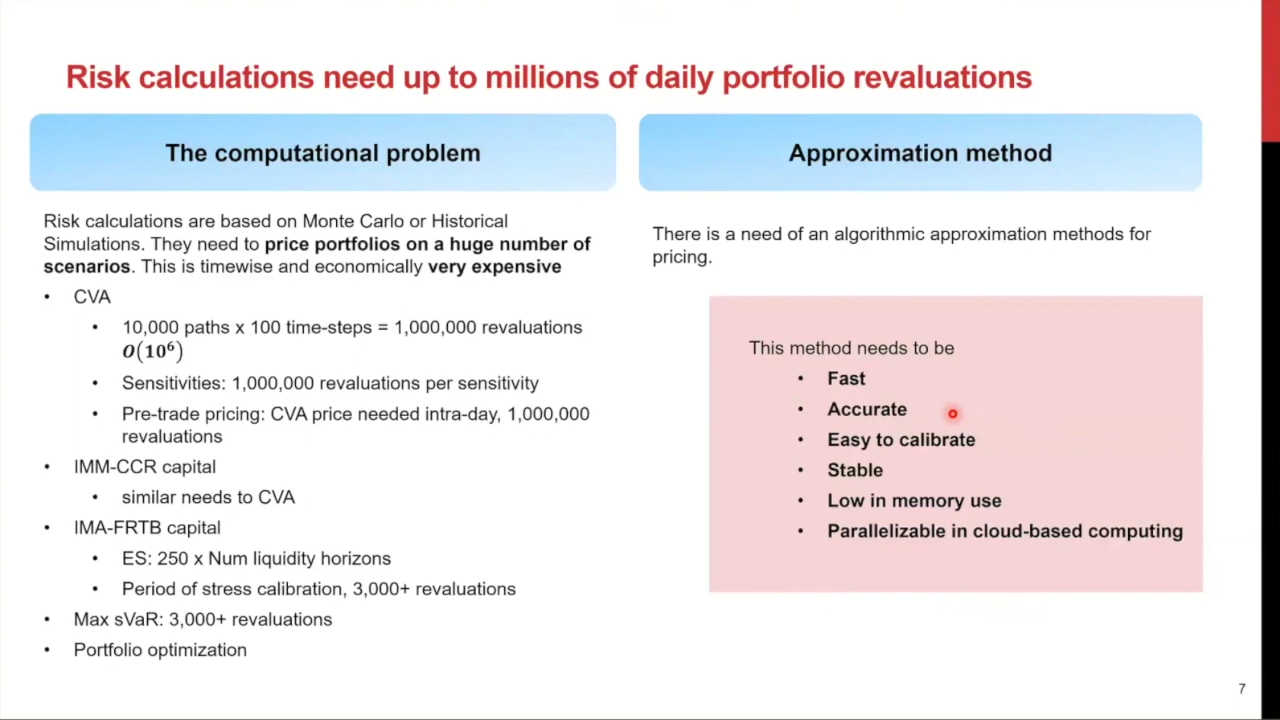 Risk calculations need up to millions of daily portfolio revaluations
The computational problem
Risk calculations are based on Monte Carlo or Historical
Simulations. They need to price portfolios on a huge number of
scenarios. This is timewise and economically very expensive
• CVA
• 10,000 paths x 100 time-steps = 1,000,000 revaluations
O(10⁶)
• Sensitivities: 1,000,000 revaluations per sensitivity
• Pre-trade pricing: CVA price needed intra-day, 1,000,000
revaluations
• IMM-CCR capital
• similar needs to CVA
• IMA-FRTB capital
• ES: 250 x Num liquidity horizons
• Period of stress calibration, 3,000+ revaluations
• Max sVaR: 3,000+ revaluations
• Portfolio optimization
Approximation method
There is a need of an algorithmic approximation methods for
pricing.
This method needs to be
• Fast
• Accurate
• Easy to calibrate
• Stable
• Low in memory use
• Parallelizable in cloud-based computing
7